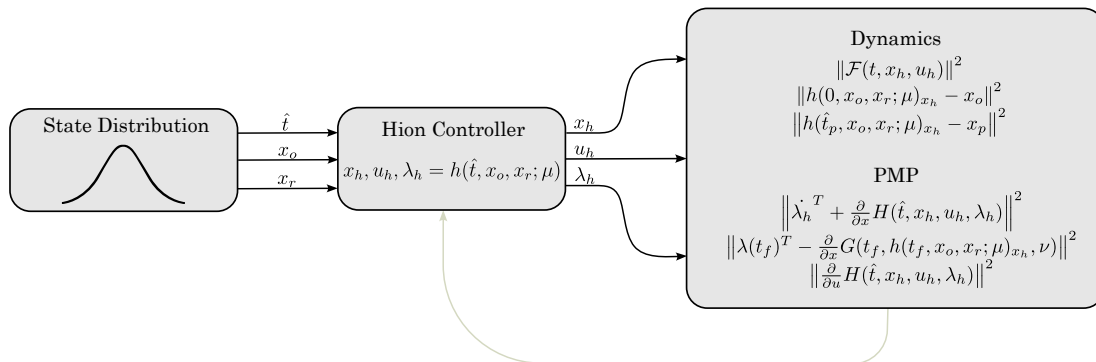 State Distribution
t̂
x_o
x_r
Hion Controller
x_h, u_h, λ_h = h(t̂, x_o, x_r; μ)
x_h
u_h
λ_h
Dynamics
‖ℱ(t, x_h, u_h)‖²
‖h(0, x_o, x_r; μ)_{x_h} − x_o‖²
‖h(t̂_p, x_o, x_r; μ)_{x_h} − x_p‖²
PMP
‖λ̇_h^T + ∂/∂x H(t̂, x_h, u_h, λ_h)‖²
‖λ(t_f)^T − ∂/∂x G(t_f, h(t_f, x_o, x_r; μ)_{x_h}, ν)‖²
‖∂/∂u H(t̂, x_h, u_h, λ_h)‖²